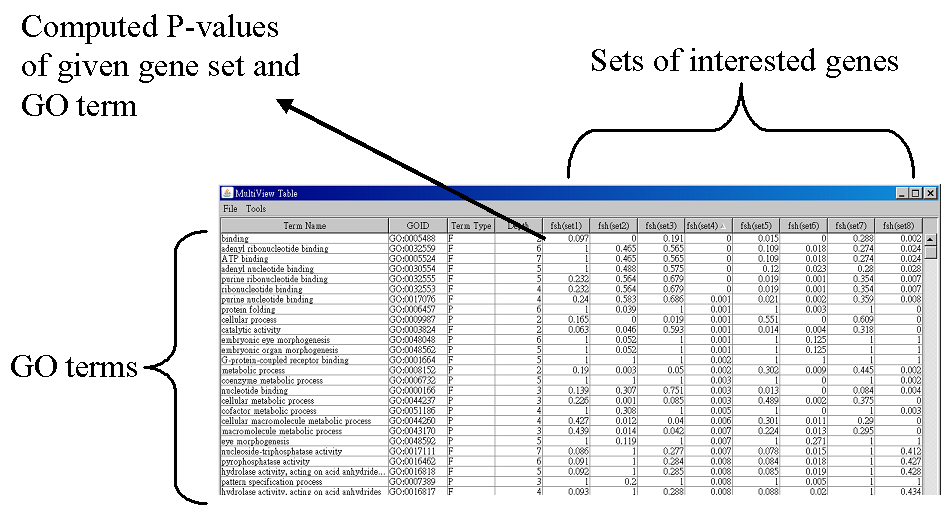 Computed P-values
of given gene set and
GO term
Sets of interested genes
GO terms
MultiView Table
File Tools
Term Name GOID Term Type Depth fsh(set1) fsh(set2) fsh(set3) fsh(set4) fsh(set5) fsh(set6) fsh(set7) fsh(set8)
binding GO:0005488 F 2 0.097 0 0.191 0 0.015 0 0.288 0.002
adenyl ribonucleotide binding GO:0032559 F 6 1 0.465 0.565 0 0.109 0.018 0.274 0.024
ATP binding GO:0005524 F 7 1 0.465 0.565 0 0.109 0.018 0.274 0.024
adenyl nucleotide binding GO:0030554 F 5 1 0.488 0.575 0 0.12 0.023 0.28 0.028
purine ribonucleotide binding GO:0032555 F 5 0.232 0.564 0.679 0 0.019 0.001 0.354 0.007
ribonucleotide binding GO:0032553 F 4 0.232 0.564 0.679 0 0.019 0.001 0.354 0.007
purine nucleotide binding GO:0017076 F 4 0.24 0.583 0.686 0.001 0.021 0.002 0.359 0.008
protein folding GO:0006457 P 6 1 0.039 1 0.001 1 0.003 1 0
cellular process GO:0009987 P 2 0.165 0 0.019 0.001 0.551 0 0.609 0
catalytic activity GO:0003824 F 2 0.063 0.046 0.593 0.001 0.014 0.004 0.318 0
embryonic eye morphogenesis GO:0048048 P 6 1 0.052 1 0.001 1 0.125 1 1
embryonic organ morphogenesis GO:0048562 P 5 1 0.052 1 0.001 1 0.125 1 1
G-protein-coupled receptor binding GO:0001664 F 5 1 1 1 0.002 1 1 1 1
metabolic process GO:0008152 P 2 0.19 0.003 0.05 0.002 0.302 0.009 0.445 0.002
coenzyme metabolic process GO:0006732 P 5 1 1 1 0.003 1 0 1 0.002
nucleotide binding GO:0000166 F 3 0.139 0.307 0.751 0.003 0.013 0 0.084 0.004
cellular metabolic process GO:0044237 P 3 0.226 0.001 0.085 0.003 0.489 0.002 0.375 0
cofactor metabolic process GO:0051186 P 4 1 0.308 1 0.005 1 0 1 0.003
cellular macromolecule metabolic process GO:0044260 P 4 0.427 0.012 0.04 0.006 0.301 0.011 0.29 0
macromolecule metabolic process GO:0043170 P 3 0.439 0.014 0.042 0.007 0.224 0.013 0.295 0
eye morphogenesis GO:0048592 P 5 1 0.119 1 0.007 1 0.271 1 1
nucleoside-triphosphatase activity GO:0017111 F 7 0.086 1 0.277 0.007 0.078 0.015 1 0.412
pyrophosphatase activity GO:0016462 F 6 0.091 1 0.284 0.008 0.084 0.018 1 0.427
hydrolase activity, acting on acid anhydride... GO:0016818 F 5 0.092 1 0.285 0.008 0.085 0.019 1 0.428
pattern specification process GO:0007389 P 3 1 0.2 1 0.008 1 0.005 1 1
hydrolase activity, acting on acid anhydrides GO:0016817 F 4 0.093 1 0.288 0.008 0.088 0.02 1 0.434